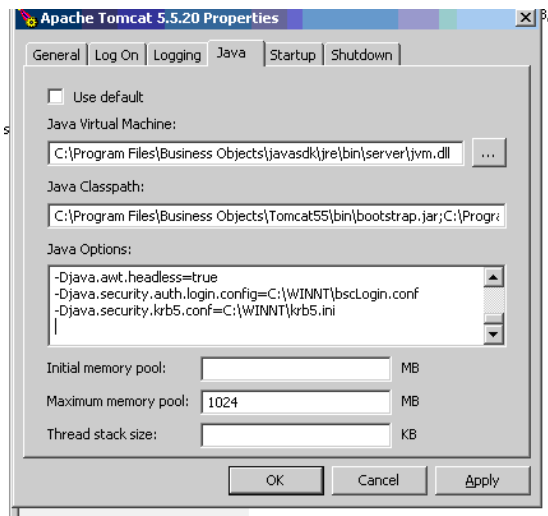 Apache Tomcat 5.5.20 Properties
General Log On Logging Java Startup Shutdown
Use default
Java Virtual Machine:
C:\Program Files\Business Objects\javasdk\jre\bin\server\jvm.dll ...
Java Classpath:
C:\Program Files\Business Objects\Tomcat55\bin\bootstrap.jar;C:\Progra
Java Options:
-Djava.awt.headless=true
-Djava.security.auth.login.config=C:\WINNT\bscLogin.conf
-Djava.security.krb5.conf=C:\WINNT\krb5.ini
Initial memory pool: MB
Maximum memory pool: 1024 MB
Thread stack size: KB
OK Cancel Apply